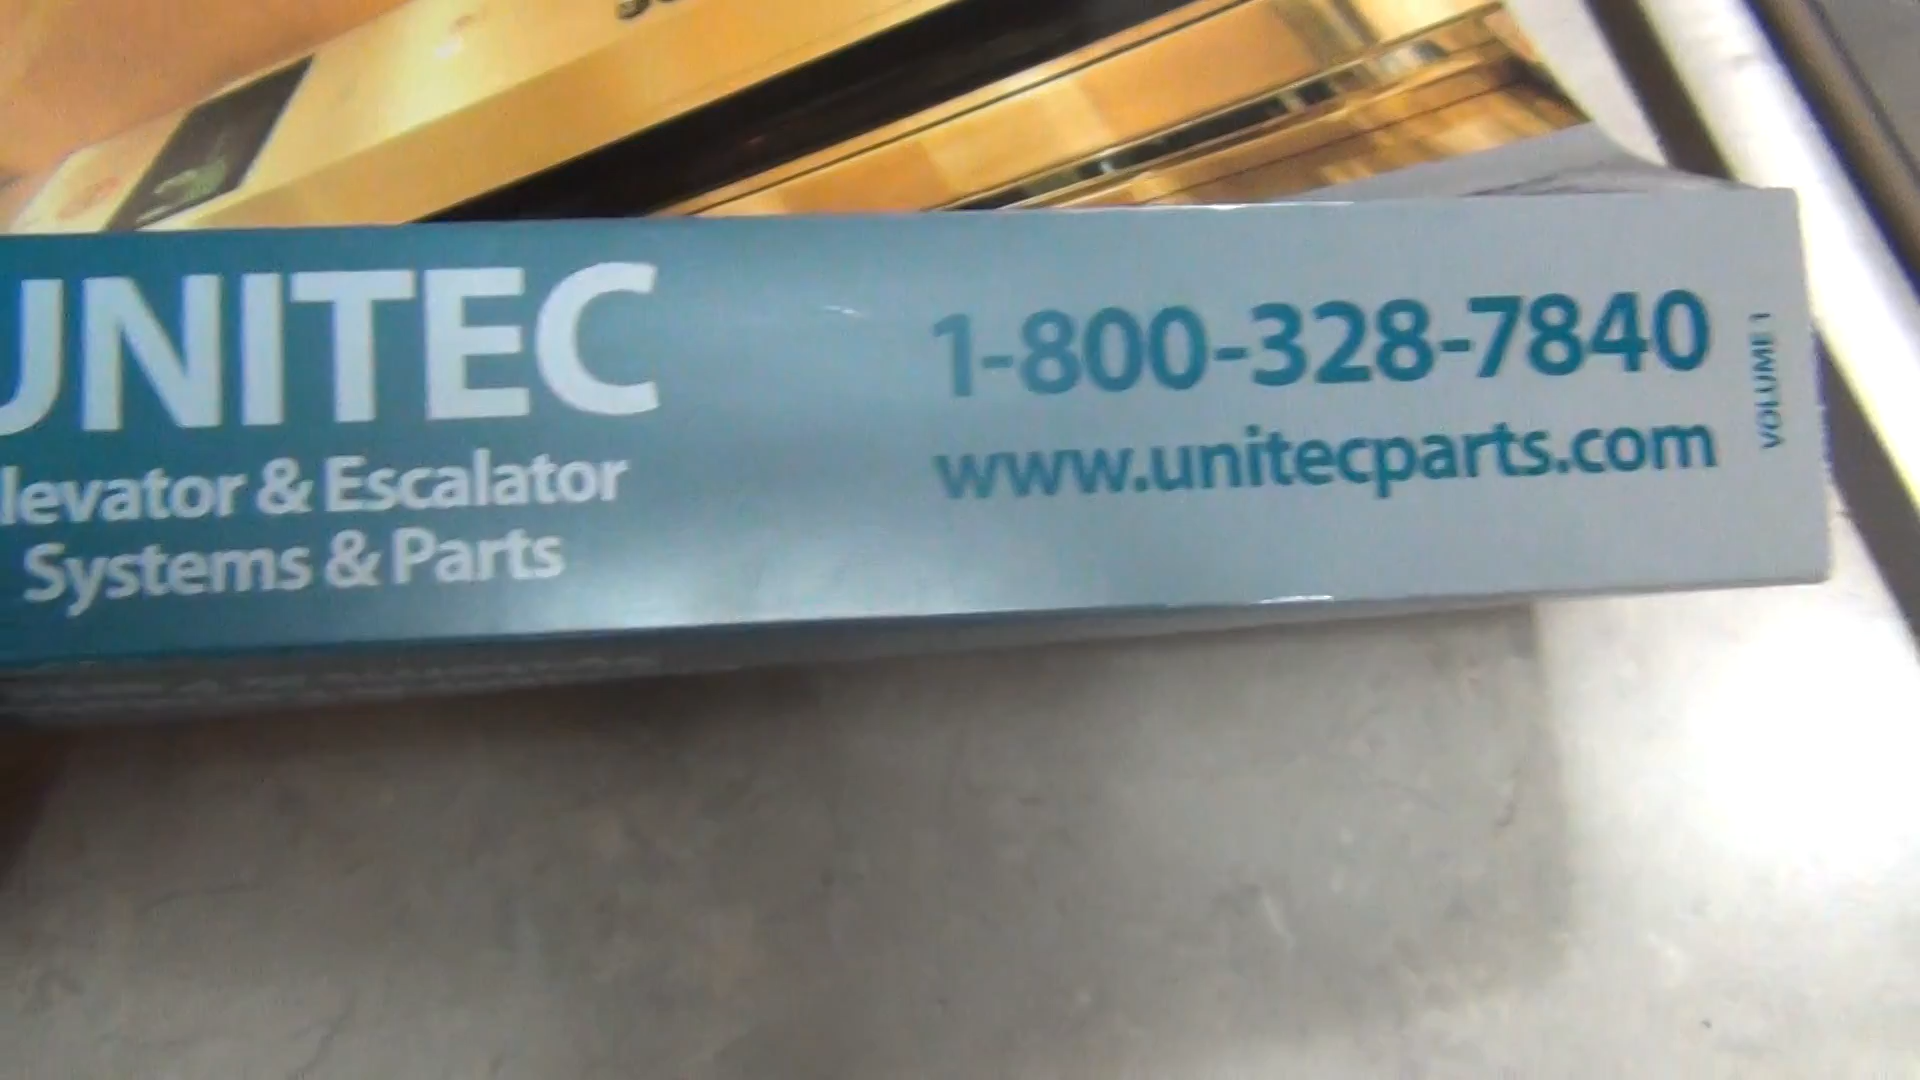 UNITEC
levator & Escalator
Systems & Parts
1-800-328-7840
www.unitecparts.com
VOLUME 1